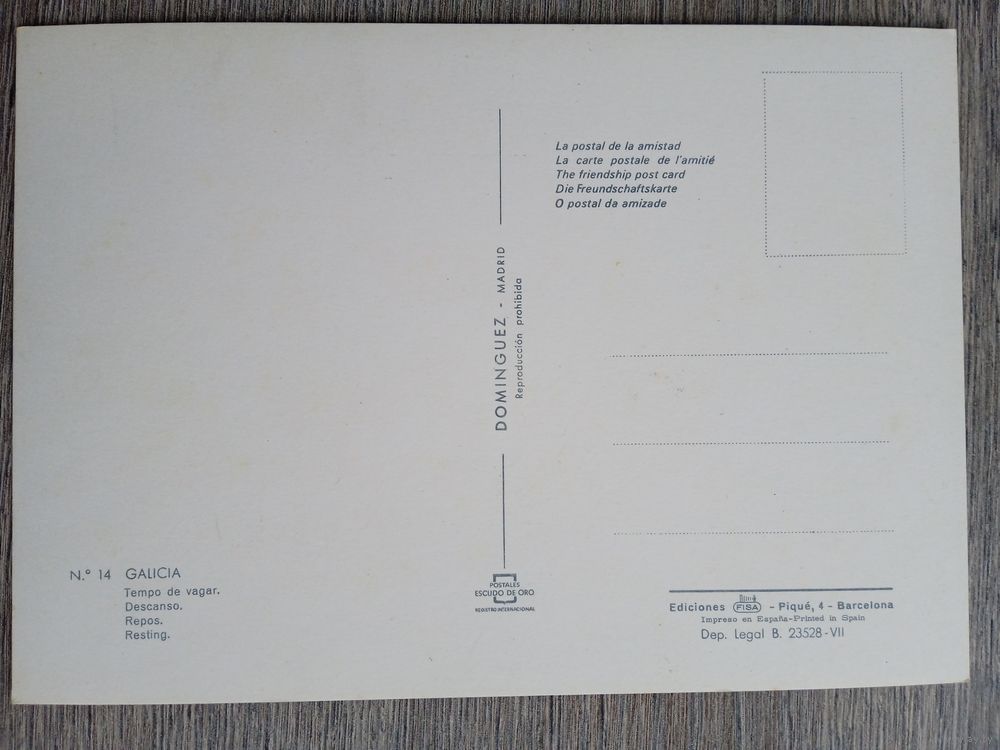 La postal de la amistad
La carte postale de l'amitié
The friendship post card
Die Freundschaftskarte
O postal da amizade
DOMINGUEZ - MADRID
Reproducción prohibida
N.º 14 GALICIA
Tempo de vagar.
Descanso.
Repos.
Resting.
POSTALES
ESCUDO DE ORO
REGISTRO INTERNACIONAL
Ediciones FISA - Piqué, 4 - Barcelona
Impreso en España-Printed in Spain
Dep. Legal B. 23528-VII